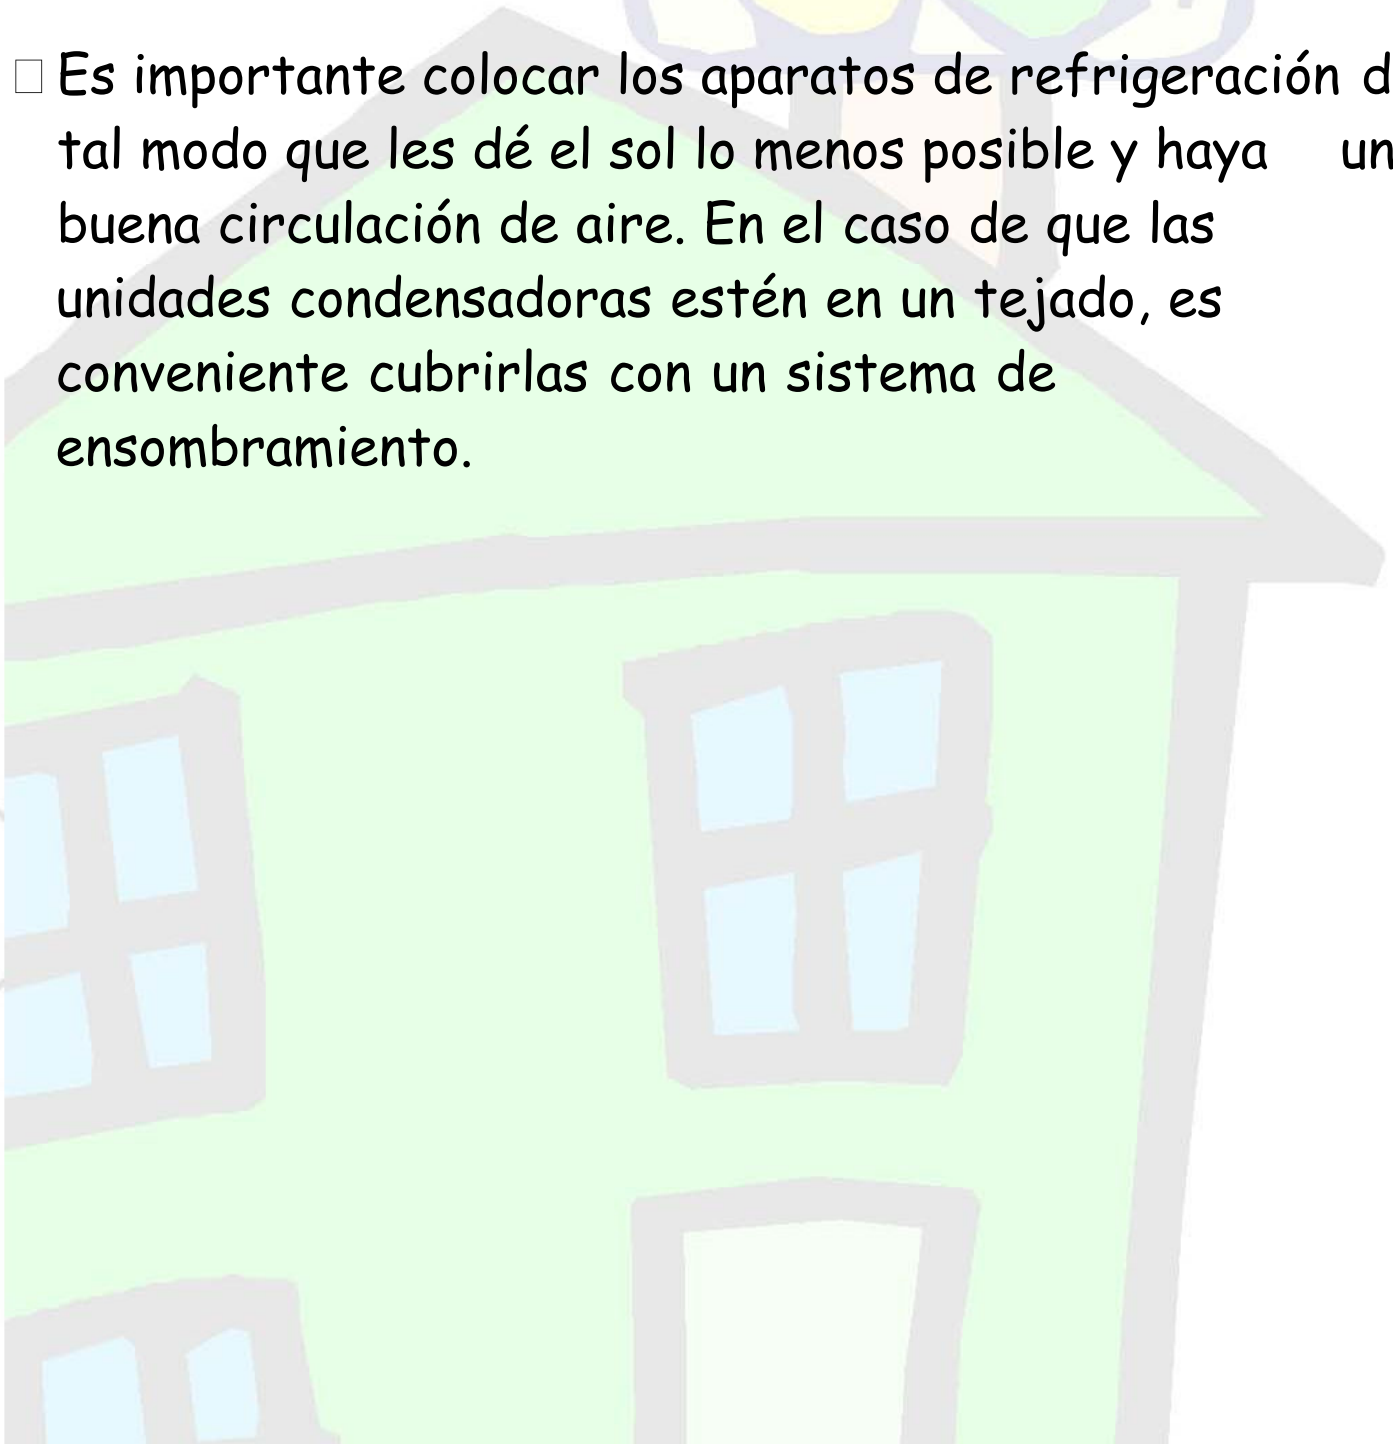 Es importante colocar los aparatos de refrigeración d
tal modo que les dé el sol lo menos posible y haya un
buena circulación de aire. En el caso de que las
unidades condensadoras estén en un tejado, es
conveniente cubrirlas con un sistema de
ensombramiento.